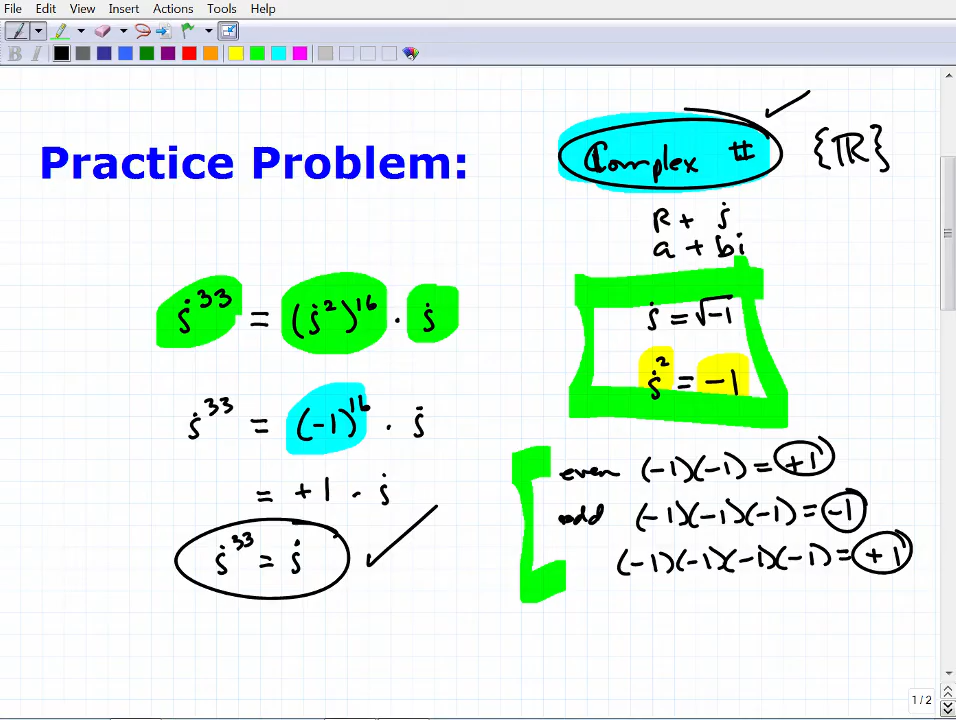 File Edit View Insert Actions Tools Help
B I
Practice Problem:
Complex # {ℝ}
R + i
a + bi
i³³ = (i²)¹⁶ · i
i³³ = (-1)¹⁶ · i
= +1 · i
i³³ = i
i = √-1
i² = -1
even (-1)(-1) = +1
odd (-1)(-1)(-1) = -1
(-1)(-1)(-1)(-1) = +1
1 / 2